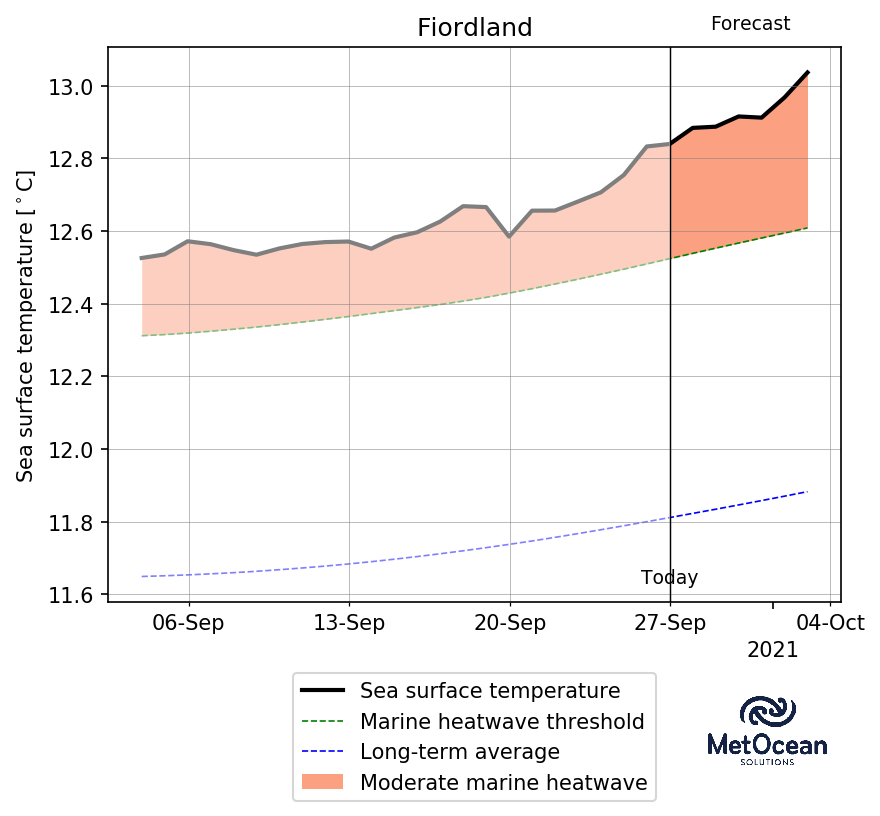 Fiordland
Forecast
Sea surface temperature [ ° C]
13.0
12.8
12.6
12.4
12.2
12.0
11.8
11.6
Today
06-Sep
13-Sep
20-Sep
27-Sep
04-Oct
2021
Sea surface temperature
Marine heatwave threshold
Long-term average
Moderate marine heatwave
MetOcean
SOLUTIONS